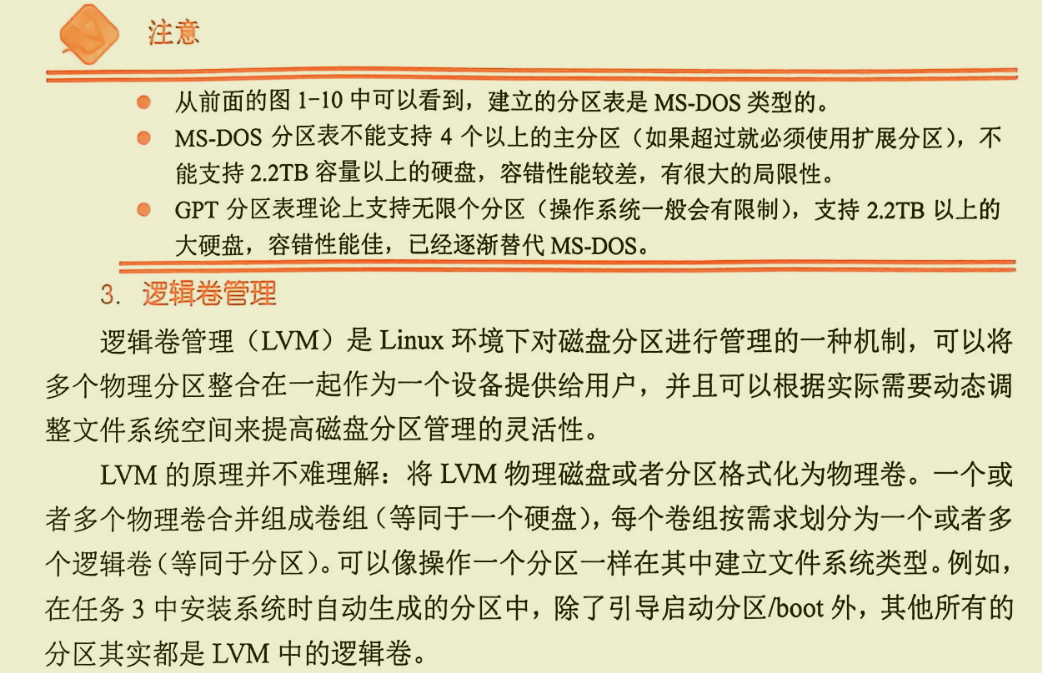 注意
从前面的图 1-10 中可以看到，建立的分区表是 MS-DOS 类型的。
MS-DOS 分区表不能支持 4 个以上的主分区（如果超过就必须使用扩展分区），不
能支持 2.2TB 容量以上的硬盘，容错性能较差，有很大的局限性。
GPT 分区表理论上支持无限个分区（操作系统一般会有限制），支持 2.2TB 以上的
大硬盘，容错性能佳，已经逐渐替代 MS-DOS。
3. 逻辑卷管理
逻辑卷管理（LVM）是 Linux 环境下对磁盘分区进行管理的一种机制，可以将
多个物理分区整合在一起作为一个设备提供给用户，并且可以根据实际需要动态调
整文件系统空间来提高磁盘分区管理的灵活性。
LVM 的原理并不难理解：将 LVM 物理磁盘或者分区格式化为物理卷。一个或
者多个物理卷合并组成卷组（等同于一个硬盘），每个卷组按需求划分为一个或者多
个逻辑卷（等同于分区）。可以像操作一个分区一样在其中建立文件系统类型。例如，
在任务 3 中安装系统时自动生成的分区中，除了引导启动分区/boot 外，其他所有的
分区其实都是 LVM 中的逻辑卷。